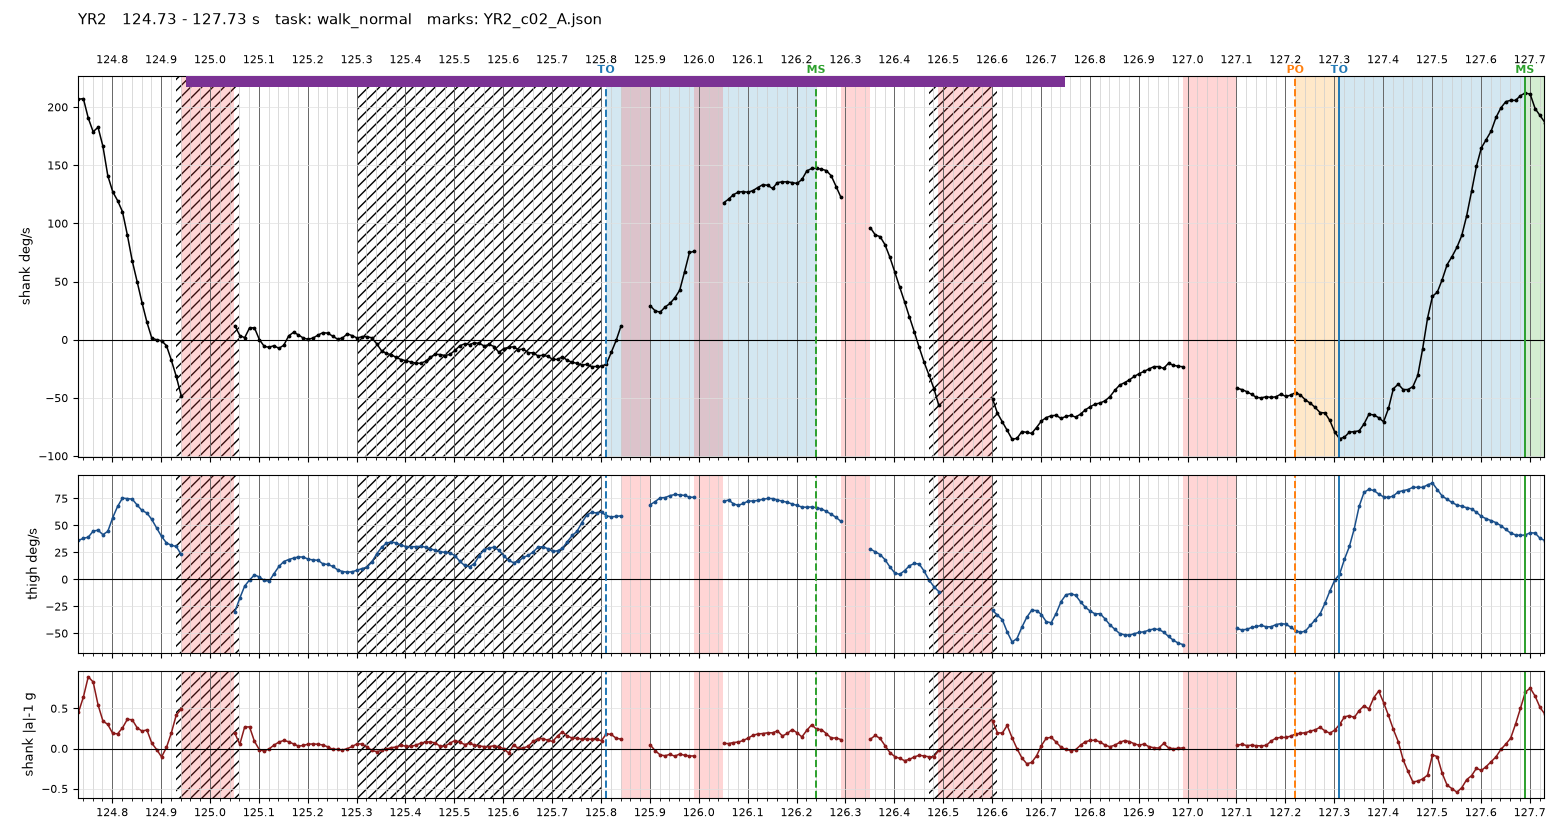 YR2   124.73 - 127.73 s   task: walk_normal   marks: YR2_c02_A.json
124.8 124.9 125.0 125.1 125.2 125.3 125.4 125.5 125.6 125.7 125.8 125.9 126.0 126.1 126.2 126.3 126.4 126.5 126.6 126.7 126.8 126.9 127.0 127.1 127.2 127.3 127.4 127.5 127.6 127.7
TO MS PO TO MS
shank deg/s
200
150
100
50
0
−50
−100
thigh deg/s
75
50
25
0
−25
−50
shank |a|-1 g
0.5
0.0
−0.5
124.8 124.9 125.0 125.1 125.2 125.3 125.4 125.5 125.6 125.7 125.8 125.9 126.0 126.1 126.2 126.3 126.4 126.5 126.6 126.7 126.8 126.9 127.0 127.1 127.2 127.3 127.4 127.5 127.6 127.7